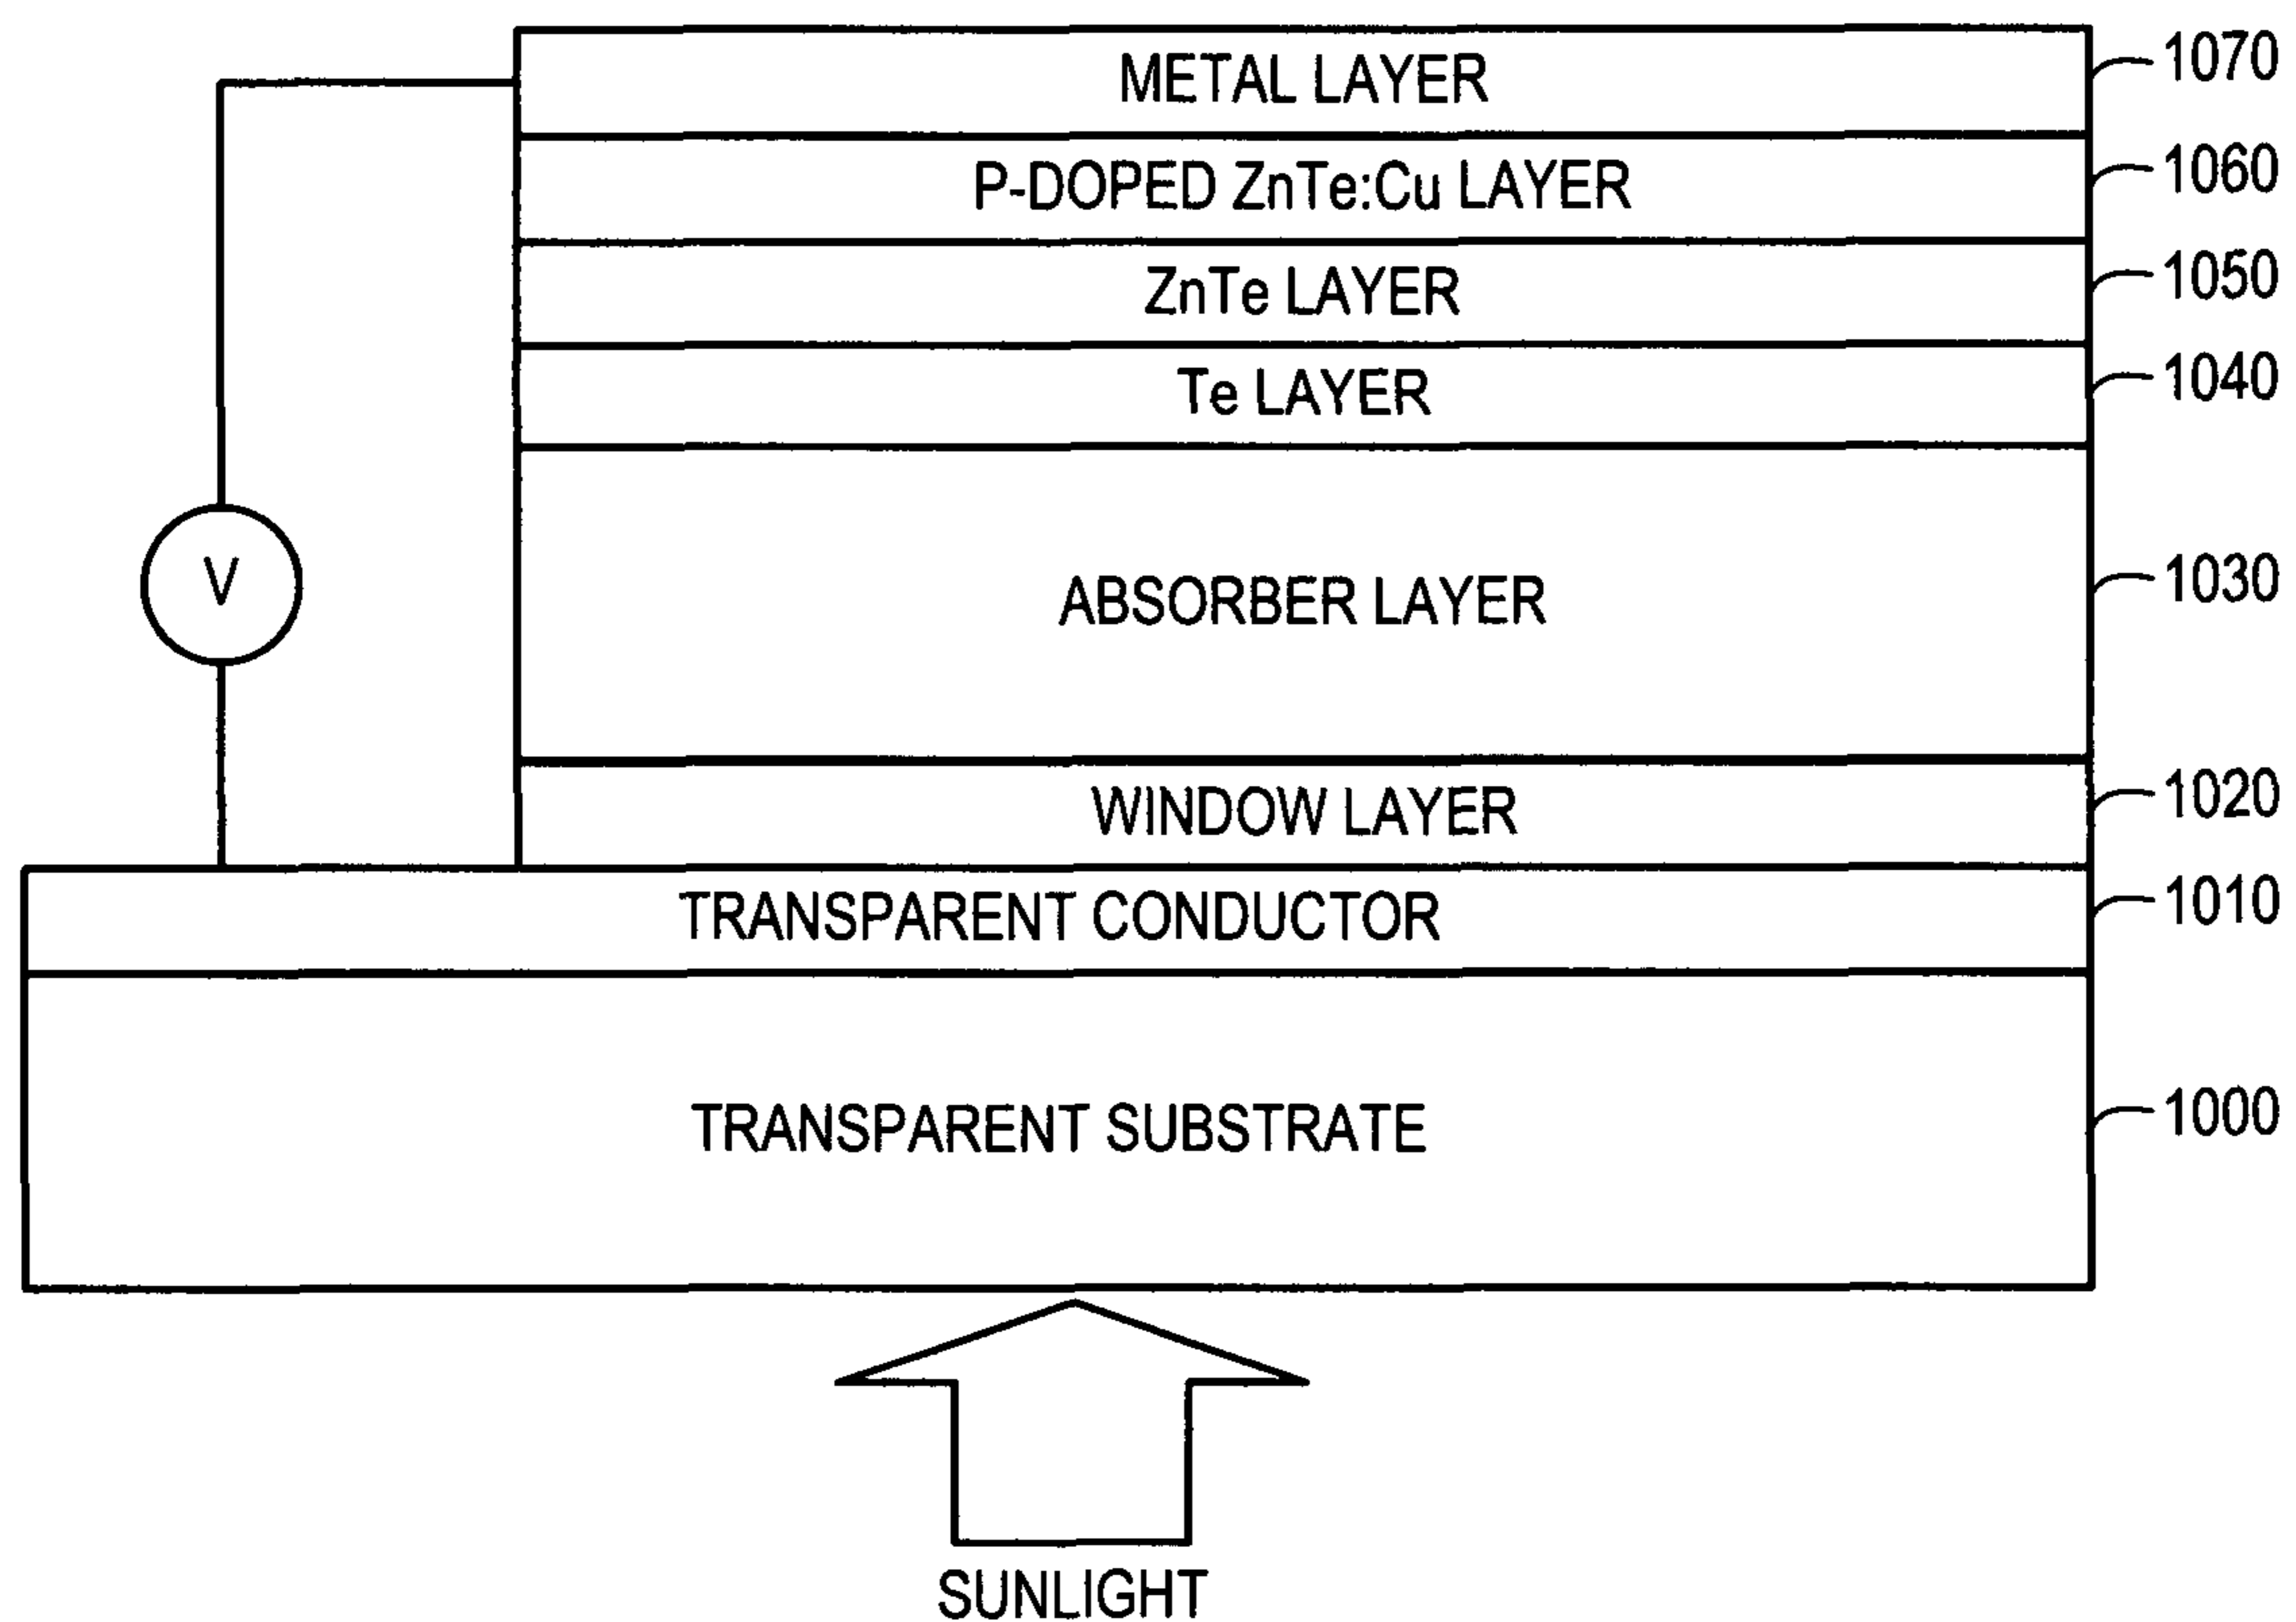 METAL LAYER 1070
P-DOPED ZnTe:Cu LAYER 1060
ZnTe LAYER 1050
Te LAYER 1040
V
ABSORBER LAYER 1030
WINDOW LAYER 1020
TRANSPARENT CONDUCTOR 1010
TRANSPARENT SUBSTRATE 1000
SUNLIGHT